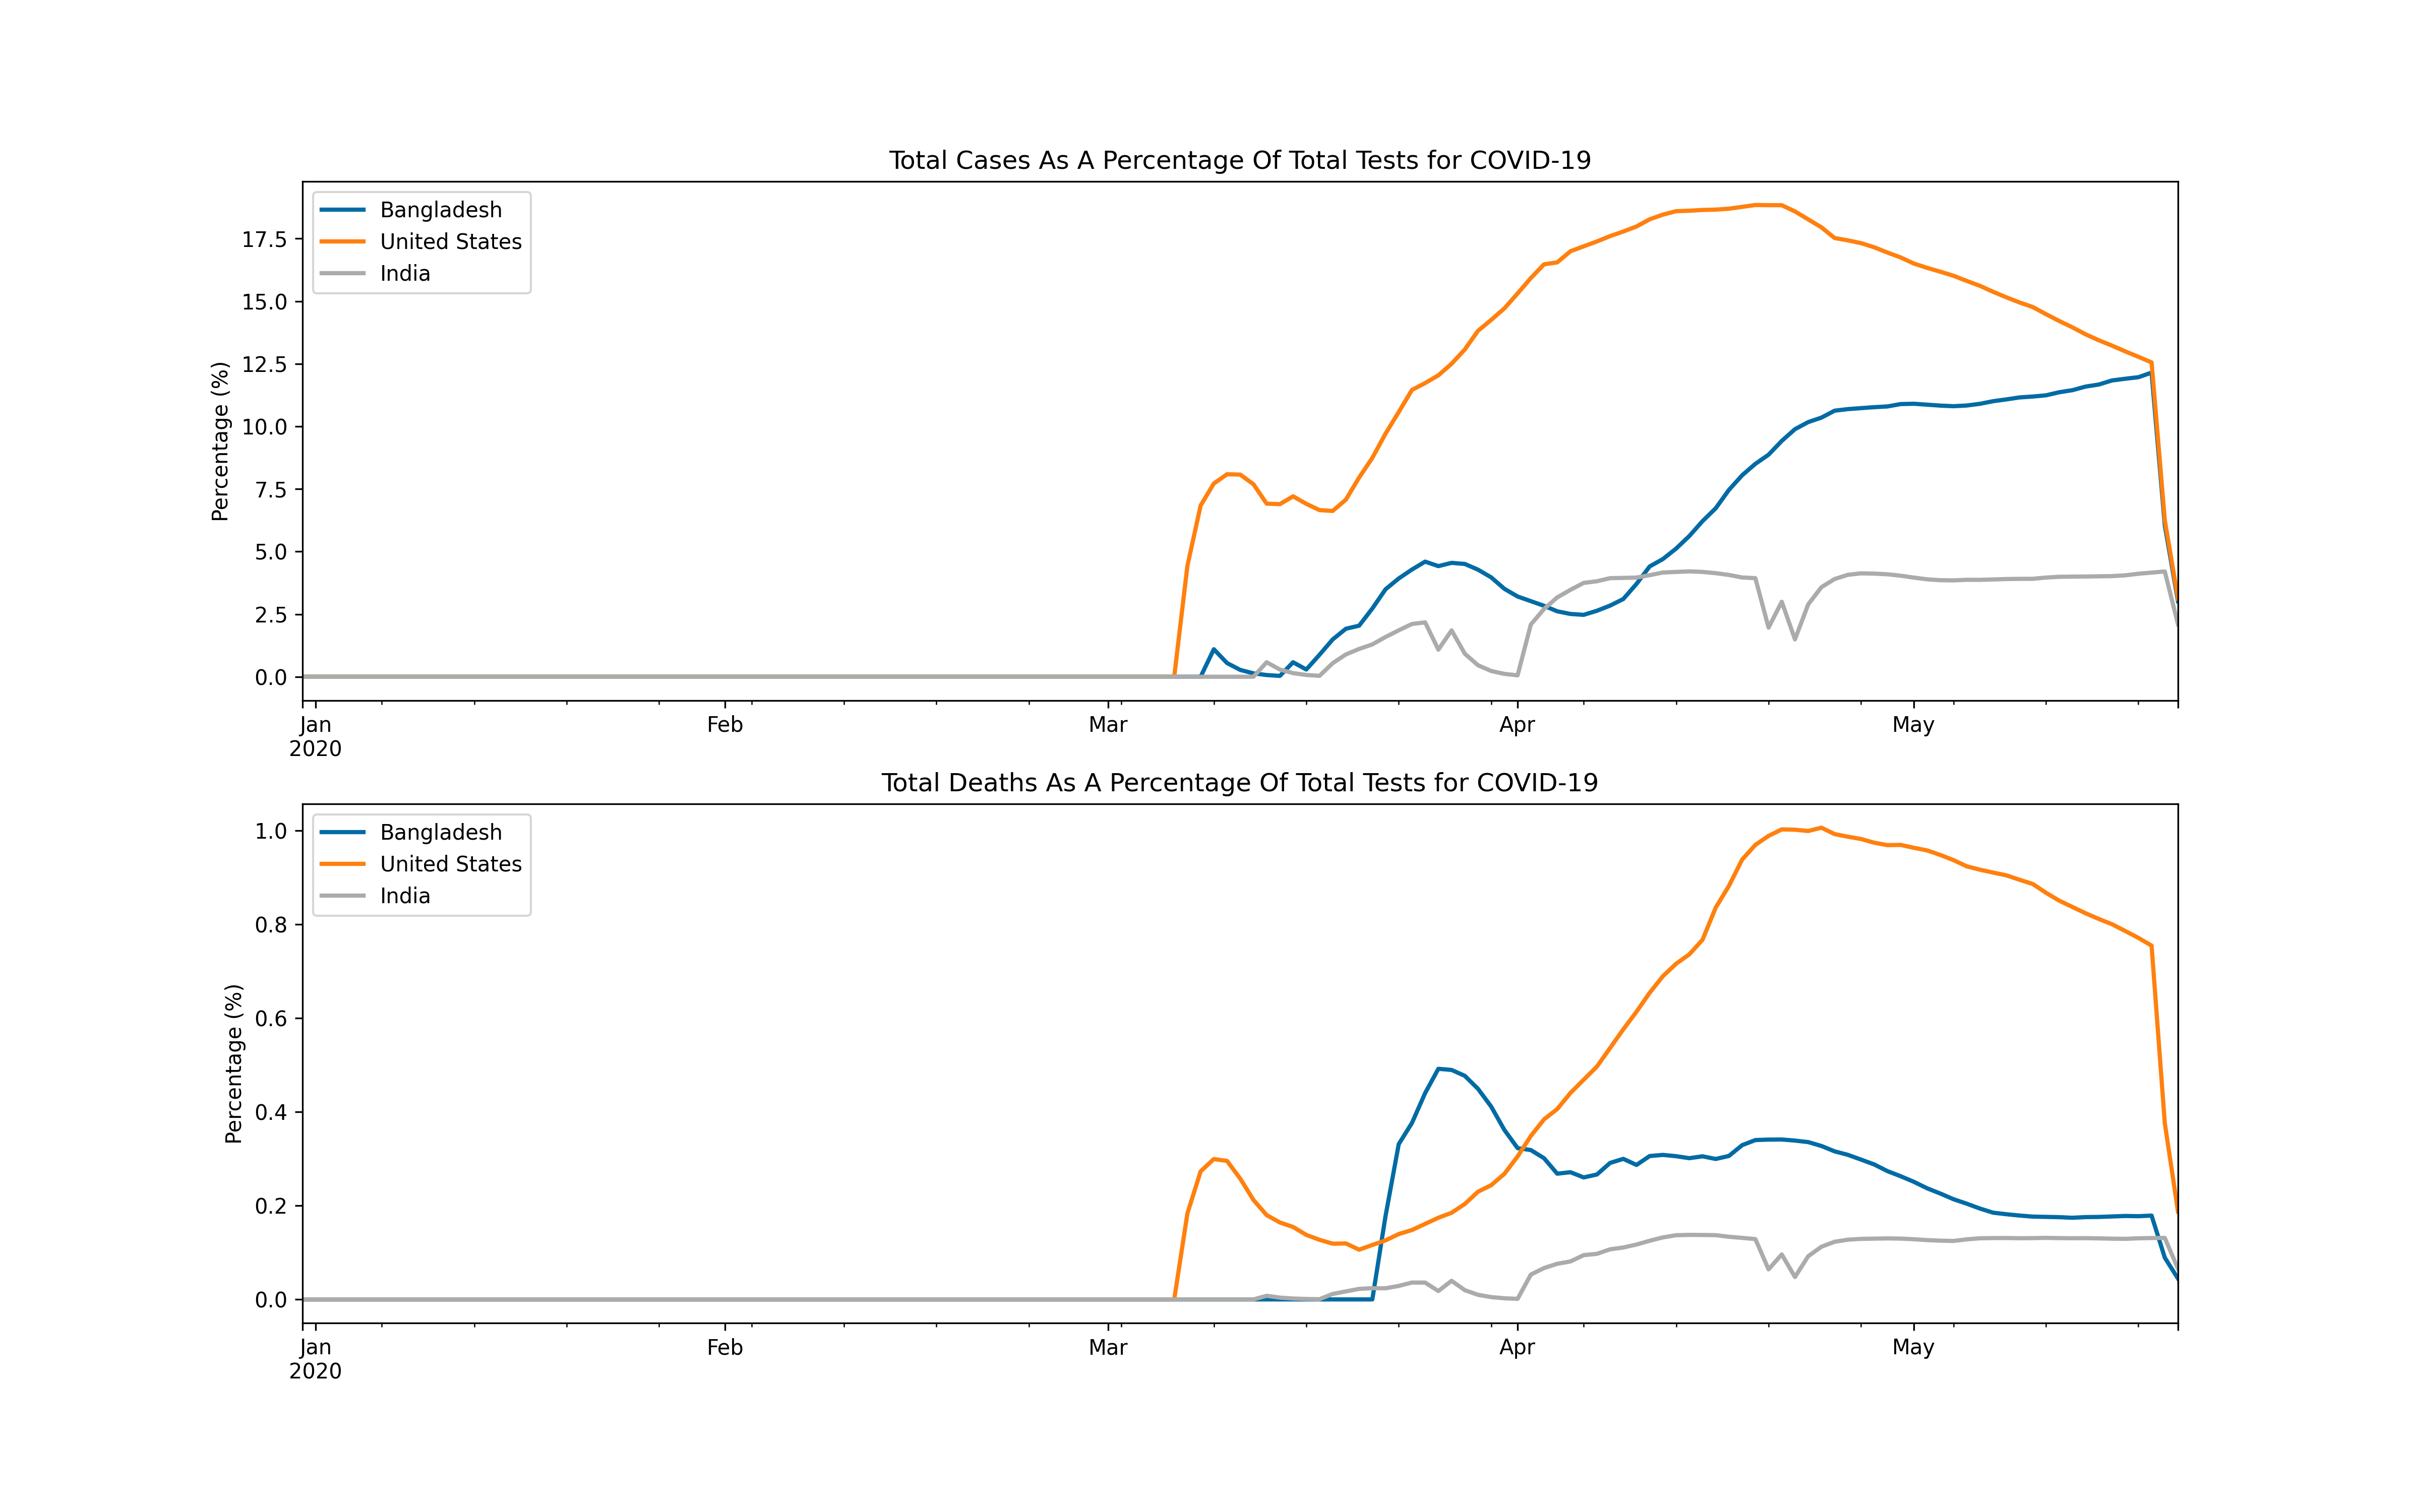 Total Cases As A Percentage Of Total Tests for COVID-19
Bangladesh
United States
India
Percentage (%)
17.5
15.0
12.5
10.0
7.5
5.0
2.5
0.0
Jan Feb Mar Apr May
2020
Total Deaths As A Percentage Of Total Tests for COVID-19
Bangladesh
United States
India
Percentage (%)
1.0
0.8
0.6
0.4
0.2
0.0
Jan Feb Mar Apr May
2020